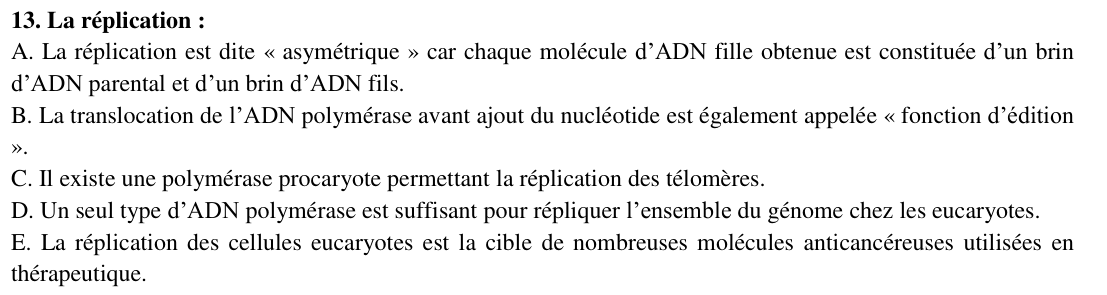 13. La réplication :
A. La réplication est dite « asymétrique » car chaque molécule d’ADN fille obtenue est constituée d’un brin
d’ADN parental et d’un brin d’ADN fils.
B. La translocation de l’ADN polymérase avant ajout du nucléotide est également appelée « fonction d’édition
».
C. Il existe une polymérase procaryote permettant la réplication des télomères.
D. Un seul type d’ADN polymérase est suffisant pour répliquer l’ensemble du génome chez les eucaryotes.
E. La réplication des cellules eucaryotes est la cible de nombreuses molécules anticancéreuses utilisées en
thérapeutique.